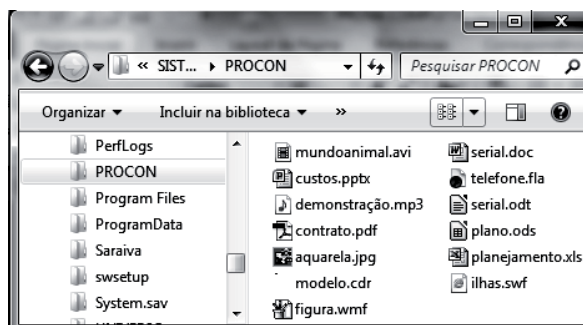 « SIST... ▸ PROCON
Pesquisar PROCON
Organizar ▾ Incluir na biblioteca ▾ »
PerfLogs
PROCON
Program Files
ProgramData
Saraiva
swsetup
System.sav
mundoanimal.avi
custos.pptx
demonstração.mp3
contrato.pdf
aquarela.jpg
modelo.cdr
figura.wmf
serial.doc
telefone.fla
serial.odt
plano.ods
planejamento.xls
ilhas.swf